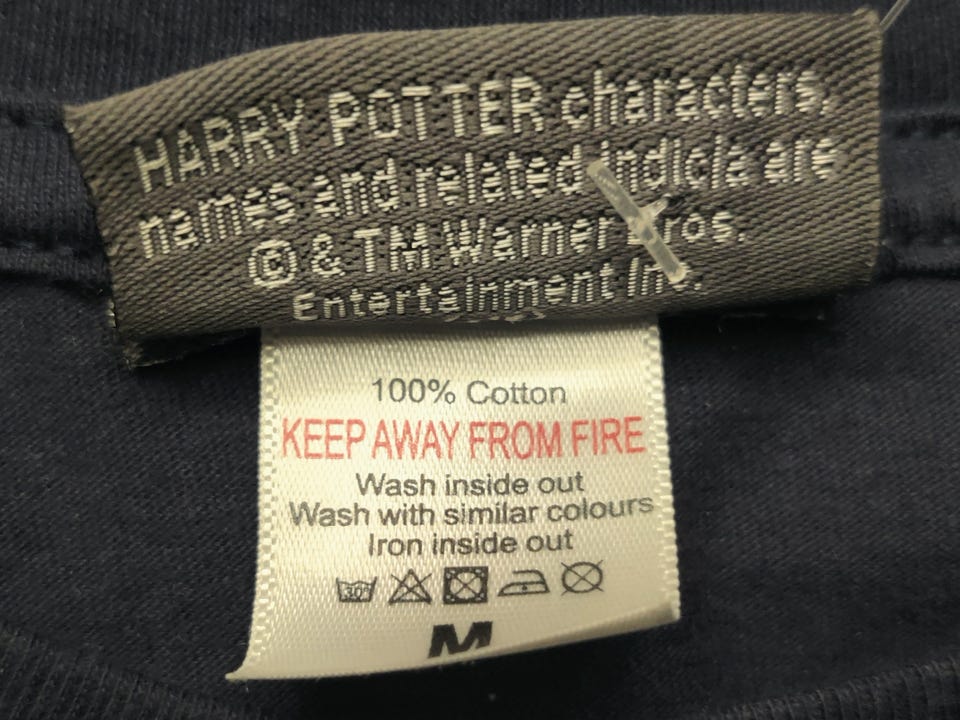 HARRY POTTER characters,
names and related indicia are
© & TM Warner Bros.
Entertainment Inc.
100% Cotton
KEEP AWAY FROM FIRE
Wash inside out
Wash with similar colours
Iron inside out
30°
M